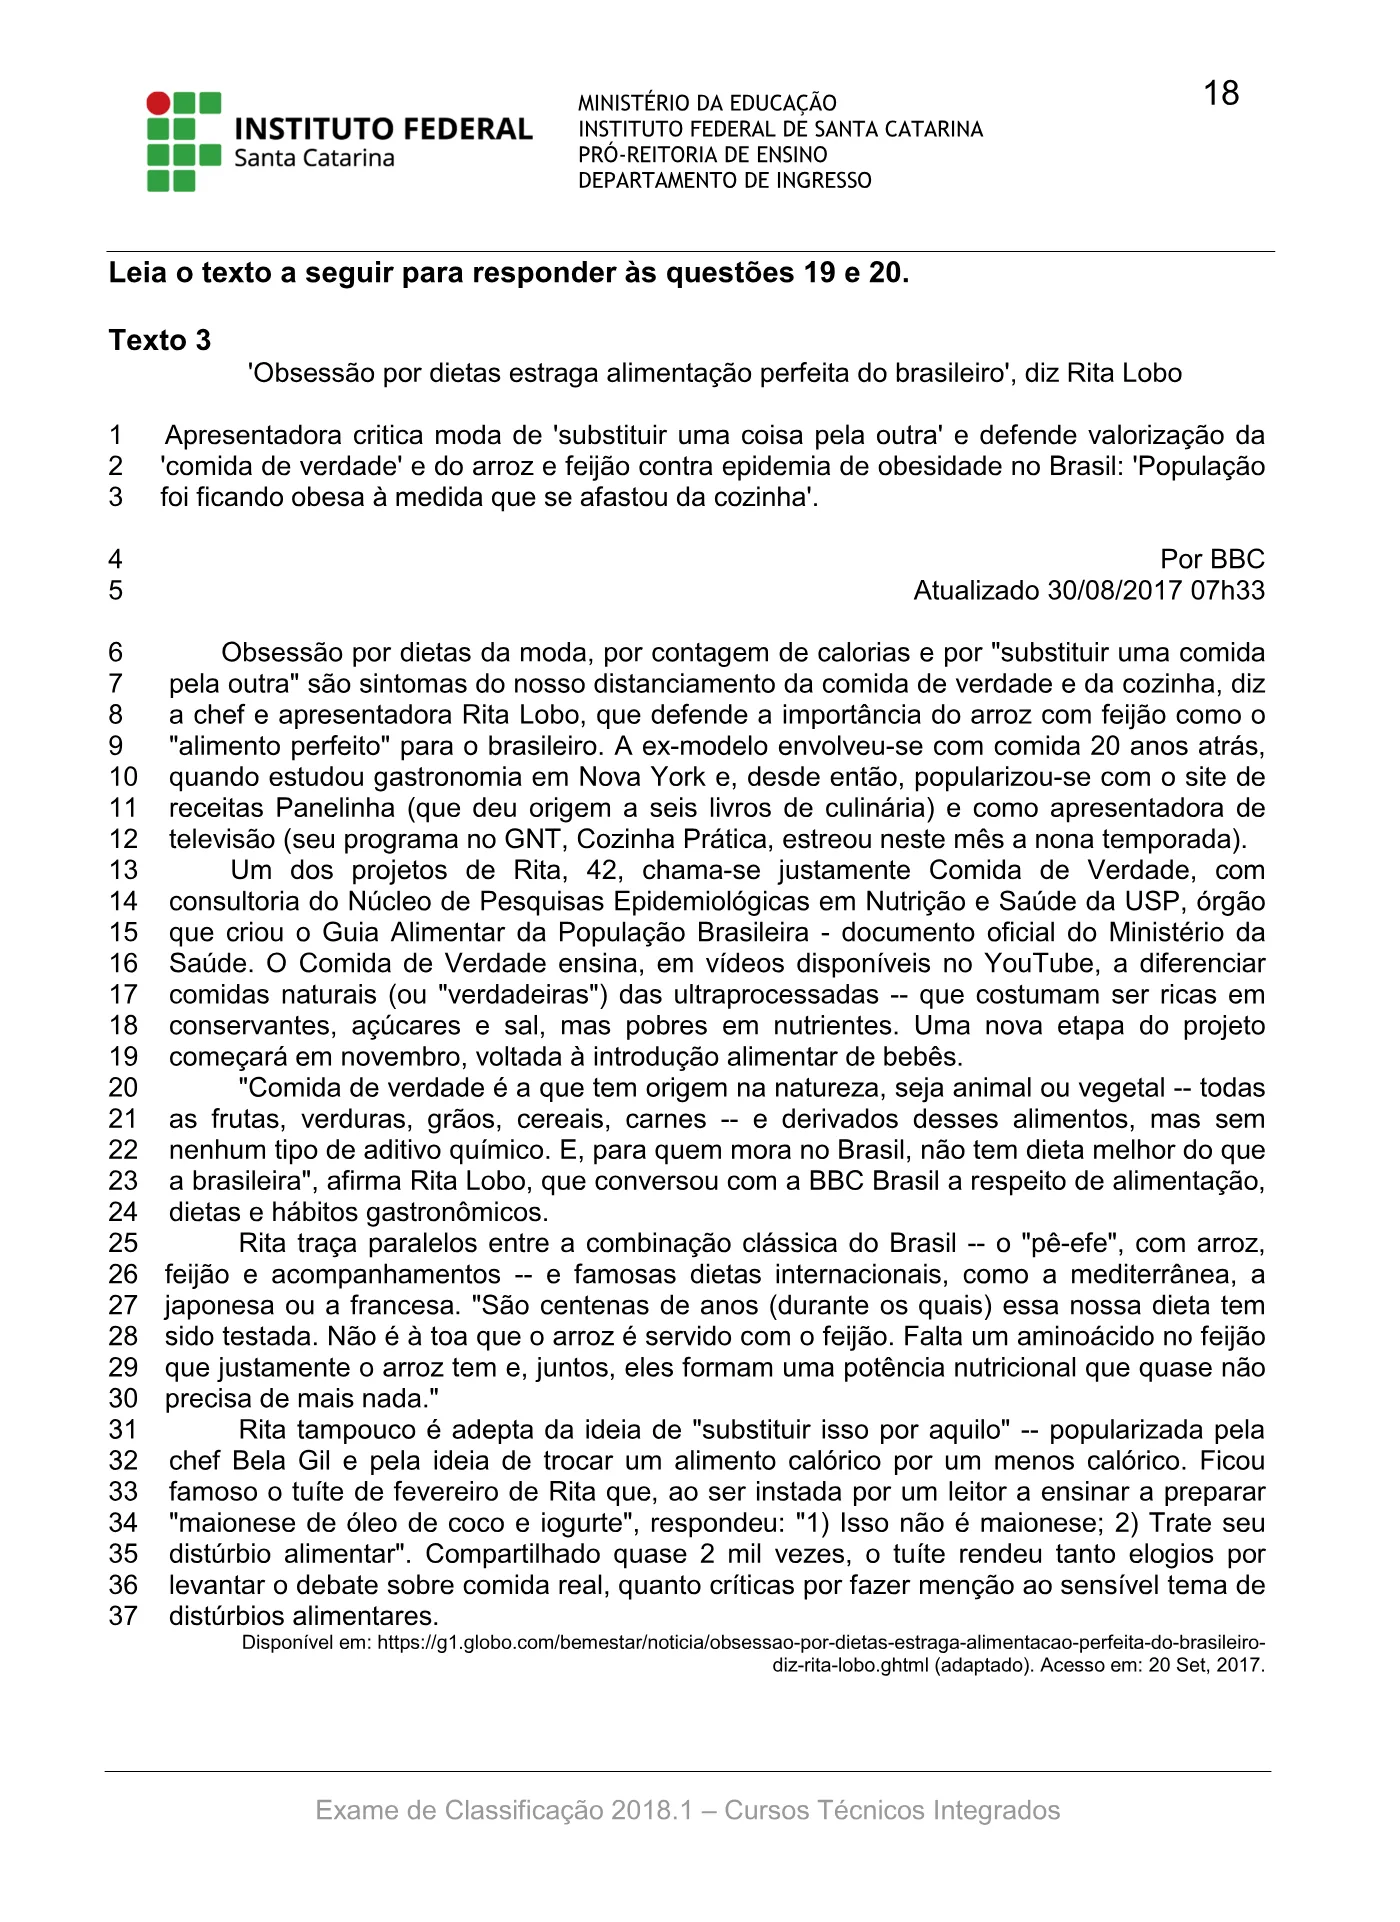 18
INSTITUTO FEDERAL
Santa Catarina
MINISTÉRIO DA EDUCAÇÃO
INSTITUTO FEDERAL DE SANTA CATARINA
PRÓ-REITORIA DE ENSINO
DEPARTAMENTO DE INGRESSO
Leia o texto a seguir para responder às questões 19 e 20.
Texto 3
'Obsessão por dietas estraga alimentação perfeita do brasileiro', diz Rita Lobo
1 Apresentadora critica moda de 'substituir uma coisa pela outra' e defende valorização da
2 'comida de verdade' e do arroz e feijão contra epidemia de obesidade no Brasil: 'População
3 foi ficando obesa à medida que se afastou da cozinha'.
4 Por BBC
5 Atualizado 30/08/2017 07h33
6 Obsessão por dietas da moda, por contagem de calorias e por "substituir uma comida
7 pela outra" são sintomas do nosso distanciamento da comida de verdade e da cozinha, diz
8 a chef e apresentadora Rita Lobo, que defende a importância do arroz com feijão como o
9 "alimento perfeito" para o brasileiro. A ex-modelo envolveu-se com comida 20 anos atrás,
10 quando estudou gastronomia em Nova York e, desde então, popularizou-se com o site de
11 receitas Panelinha (que deu origem a seis livros de culinária) e como apresentadora de
12 televisão (seu programa no GNT, Cozinha Prática, estreou neste mês a nona temporada).
13 Um dos projetos de Rita, 42, chama-se justamente Comida de Verdade, com
14 consultoria do Núcleo de Pesquisas Epidemiológicas em Nutrição e Saúde da USP, órgão
15 que criou o Guia Alimentar da População Brasileira - documento oficial do Ministério da
16 Saúde. O Comida de Verdade ensina, em vídeos disponíveis no YouTube, a diferenciar
17 comidas naturais (ou "verdadeiras") das ultraprocessadas -- que costumam ser ricas em
18 conservantes, açúcares e sal, mas pobres em nutrientes. Uma nova etapa do projeto
19 começará em novembro, voltada à introdução alimentar de bebês.
20 "Comida de verdade é a que tem origem na natureza, seja animal ou vegetal -- todas
21 as frutas, verduras, grãos, cereais, carnes -- e derivados desses alimentos, mas sem
22 nenhum tipo de aditivo químico. E, para quem mora no Brasil, não tem dieta melhor do que
23 a brasileira", afirma Rita Lobo, que conversou com a BBC Brasil a respeito de alimentação,
24 dietas e hábitos gastronômicos.
25 Rita traça paralelos entre a combinação clássica do Brasil -- o "pê-efe", com arroz,
26 feijão e acompanhamentos -- e famosas dietas internacionais, como a mediterrânea, a
27 japonesa ou a francesa. "São centenas de anos (durante os quais) essa nossa dieta tem
28 sido testada. Não é à toa que o arroz é servido com o feijão. Falta um aminoácido no feijão
29 que justamente o arroz tem e, juntos, eles formam uma potência nutricional que quase não
30 precisa de mais nada."
31 Rita tampouco é adepta da ideia de "substituir isso por aquilo" -- popularizada pela
32 chef Bela Gil e pela ideia de trocar um alimento calórico por um menos calórico. Ficou
33 famoso o tuíte de fevereiro de Rita que, ao ser instada por um leitor a ensinar a preparar
34 "maionese de óleo de coco e iogurte", respondeu: "1) Isso não é maionese; 2) Trate seu
35 distúrbio alimentar". Compartilhado quase 2 mil vezes, o tuíte rendeu tanto elogios por
36 levantar o debate sobre comida real, quanto críticas por fazer menção ao sensível tema de
37 distúrbios alimentares.
Disponível em: https://g1.globo.com/bemestar/noticia/obsessao-por-dietas-estraga-alimentacao-perfeita-do-brasileiro-
diz-rita-lobo.ghtml (adaptado). Acesso em: 20 Set, 2017.
Exame de Classificação 2018.1 – Cursos Técnicos Integrados